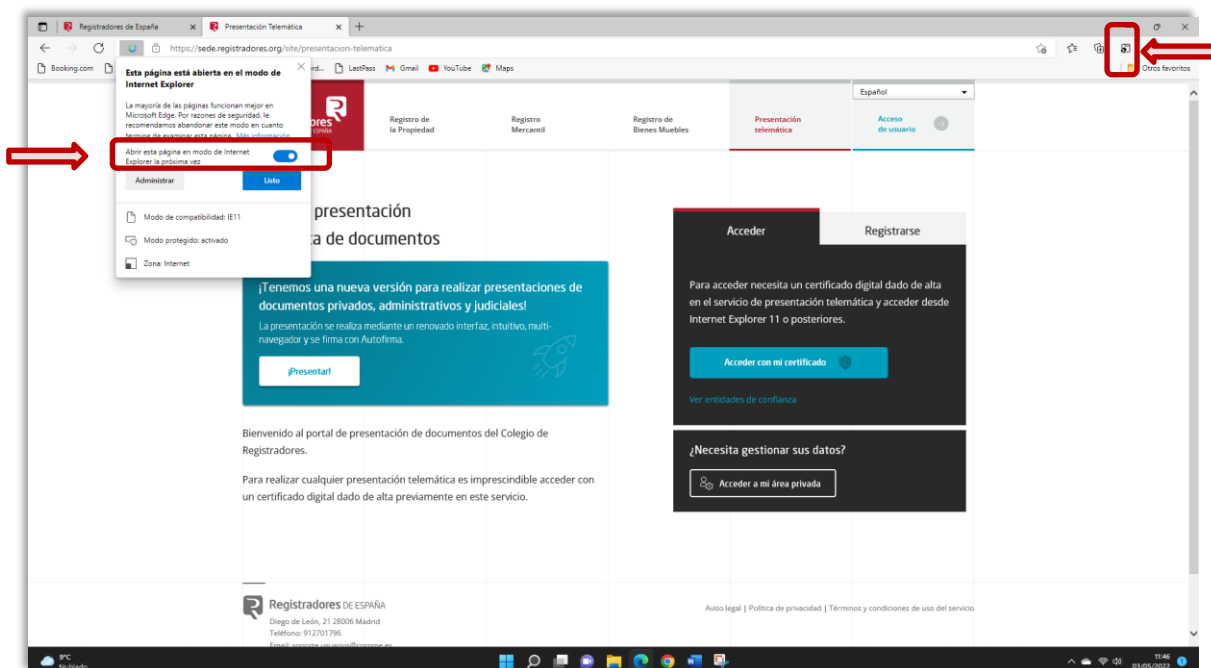 Registradores de España
Presentación Telemática
https://sede.registradores.org/site/presentacion-telematica
Booking.com
LastPass
Gmail
YouTube
Maps
Otros favoritos
Esta página está abierta en el modo de
Internet Explorer
La mayoría de las páginas funcionan mejor en
Microsoft Edge. Por razones de seguridad, le
recomendamos abandonar este modo en cuanto
termine de examinar esta página. Más información
Abrir esta página en modo de Internet
Explorer la próxima vez
Administrar
Listo
Modo de compatibilidad: IE11
Modo protegido: activado
Zona: Internet
Español
Registro de
la Propiedad
Registro
Mercantil
Registro de
Bienes Muebles
Presentación
telemática
Acceso
de usuario
presentación
de documentos
¡Tenemos una nueva versión para realizar presentaciones de
documentos privados, administrativos y judiciales!
La presentación se realiza mediante un renovado interfaz, intuitivo, multi-
navegador y se firma con Autofirma.
¡Presentar!
Bienvenido al portal de presentación de documentos del Colegio de
Registradores.
Para realizar cualquier presentación telemática es imprescindible acceder con
un certificado digital dado de alta previamente en este servicio.
Acceder
Registrarse
Para acceder necesita un certificado digital dado de alta
en el servicio de presentación telemática y acceder desde
Internet Explorer 11 o posteriores.
Acceder con mi certificado
Ver entidades de confianza
¿Necesita gestionar sus datos?
Acceder a mi área privada
Registradores DE ESPAÑA
Diego de León, 21 28006 Madrid
Teléfono: 912701796
Aviso legal | Política de privacidad | Términos y condiciones de uso del servicio
9°C
Nublado
11:46
03/05/2022